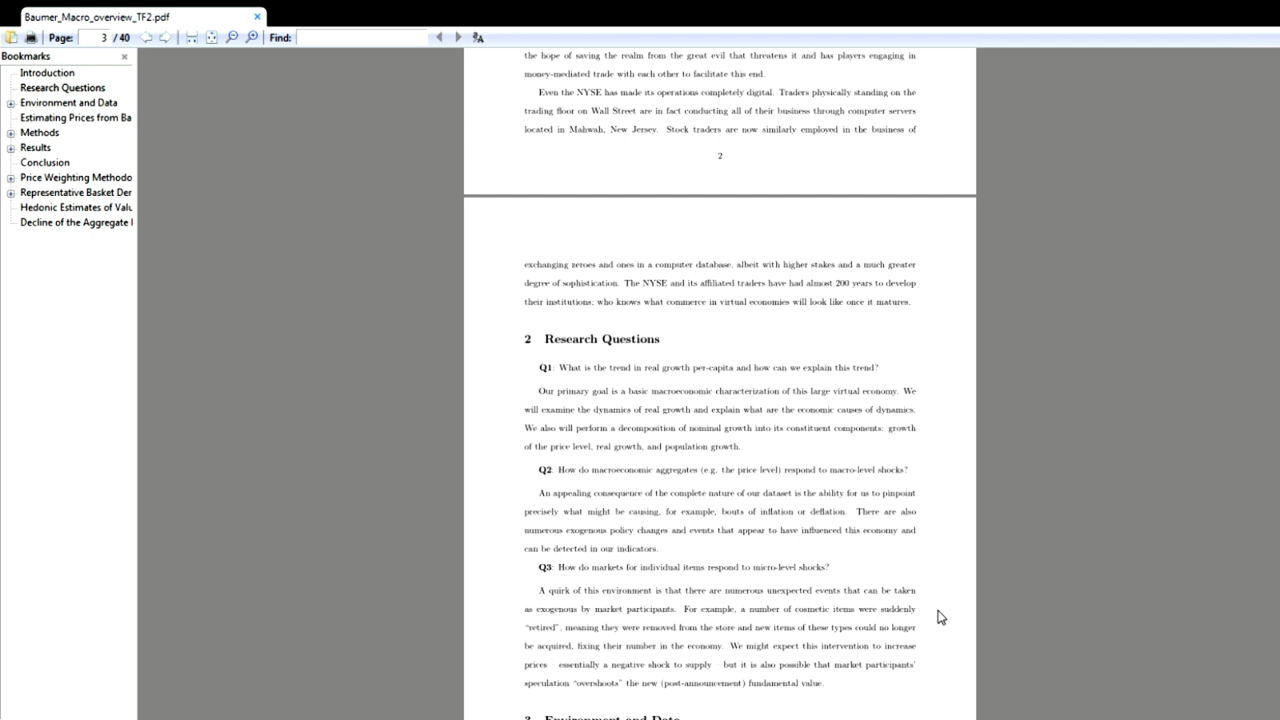 Baumer_Macro_overview_TF2.pdf
Page: 3 / 40 Find:
Bookmarks
Introduction
Research Questions
Environment and Data
Estimating Prices from Ba
Methods
Results
Conclusion
Price Weighting Methodo
Representative Basket Der
Hedonic Estimates of Valu
Decline of the Aggregate I
the hope of saving the realm from the great evil that threatens it and has players engaging in
money-mediated trade with each other to facilitate this end.
Even the NYSE has made its operations completely digital. Traders physically standing on the
trading floor on Wall Street are in fact conducting all of their business through computer servers
located in Mahwah, New Jersey. Stock traders are now similarly employed in the business of
2
exchanging zeroes and ones in a computer database, albeit with higher stakes and a much greater
degree of sophistication. The NYSE and its affiliated traders have had almost 200 years to develop
their institutions; who knows what commerce in virtual economies will look like once it matures.
2 Research Questions
Q1: What is the trend in real growth per-capita and how can we explain this trend?
Our primary goal is a basic macroeconomic characterization of this large virtual economy. We
will examine the dynamics of real growth and explain what are the economic causes of dynamics.
We also will perform a decomposition of nominal growth into its constituent components: growth
of the price level, real growth, and population growth.
Q2: How do macroeconomic aggregates (e.g. the price level) respond to macro-level shocks?
An appealing consequence of the complete nature of our dataset is the ability for us to pinpoint
precisely what might be causing, for example, bouts of inflation or deflation. There are also
numerous exogenous policy changes and events that appear to have influenced this economy and
can be detected in our indicators.
Q3: How do markets for individual items respond to micro-level shocks?
A quirk of this environment is that there are numerous unexpected events that can be taken
as exogenous by market participants. For example, a number of cosmetic items were suddenly
“retired”, meaning they were removed from the store and new items of these types could no longer
be acquired, fixing their number in the economy. We might expect this intervention to increase
prices – essentially a negative shock to supply – but it is also possible that market participants’
speculation “overshoots” the new (post-announcement) fundamental value.
3 Environment and Data